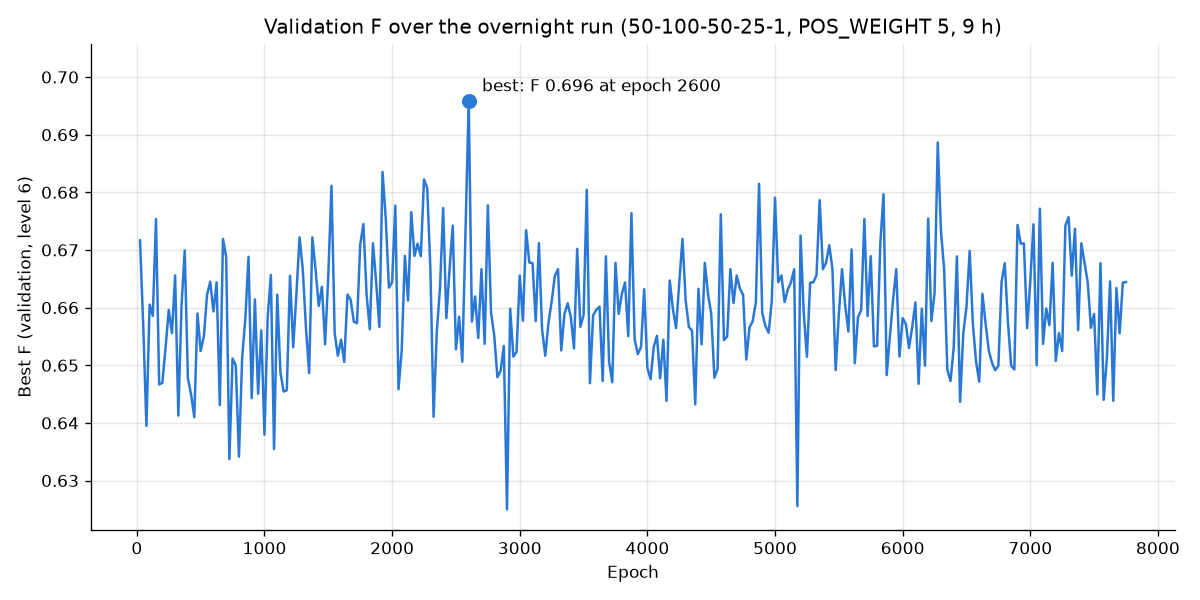 Validation F over the overnight run (50-100-50-25-1, POS_WEIGHT 5, 9 h)
best: F 0.696 at epoch 2600
Best F (validation, level 6)
0.70
0.69
0.68
0.67
0.66
0.65
0.64
0.63
0 1000 2000 3000 4000 5000 6000 7000 8000
Epoch